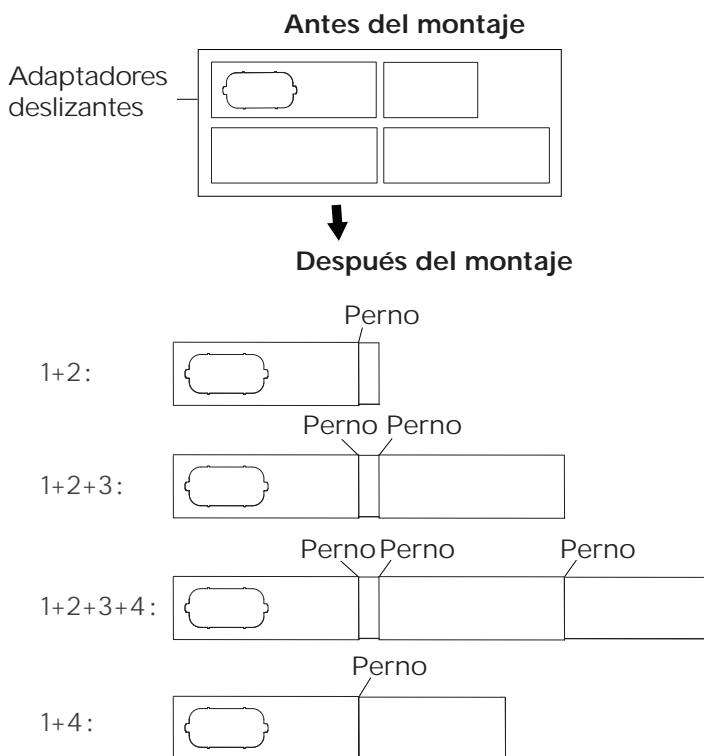 Antes del montaje
Adaptadores
deslizantes
Después del montaje
Perno
1+2:
Perno Perno
1+2+3:
Perno Perno Perno
1+2+3+4:
Perno
1+4: